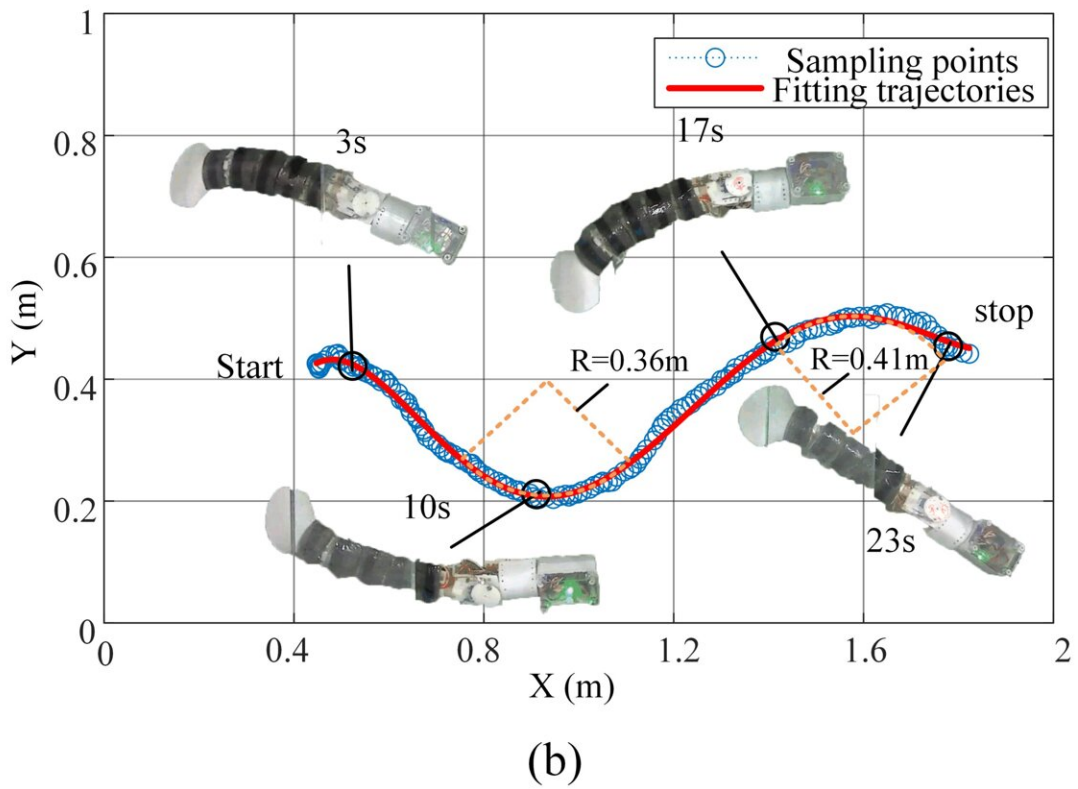 1
Sampling points
Fitting trajectories
0.8
3s
17s
0.6
Y (m)
stop
Start
0.4
R=0.36m
R=0.41m
0.2
10s
23s
0
0
0.4
0.8
1.2
1.6
2
X (m)
(b)